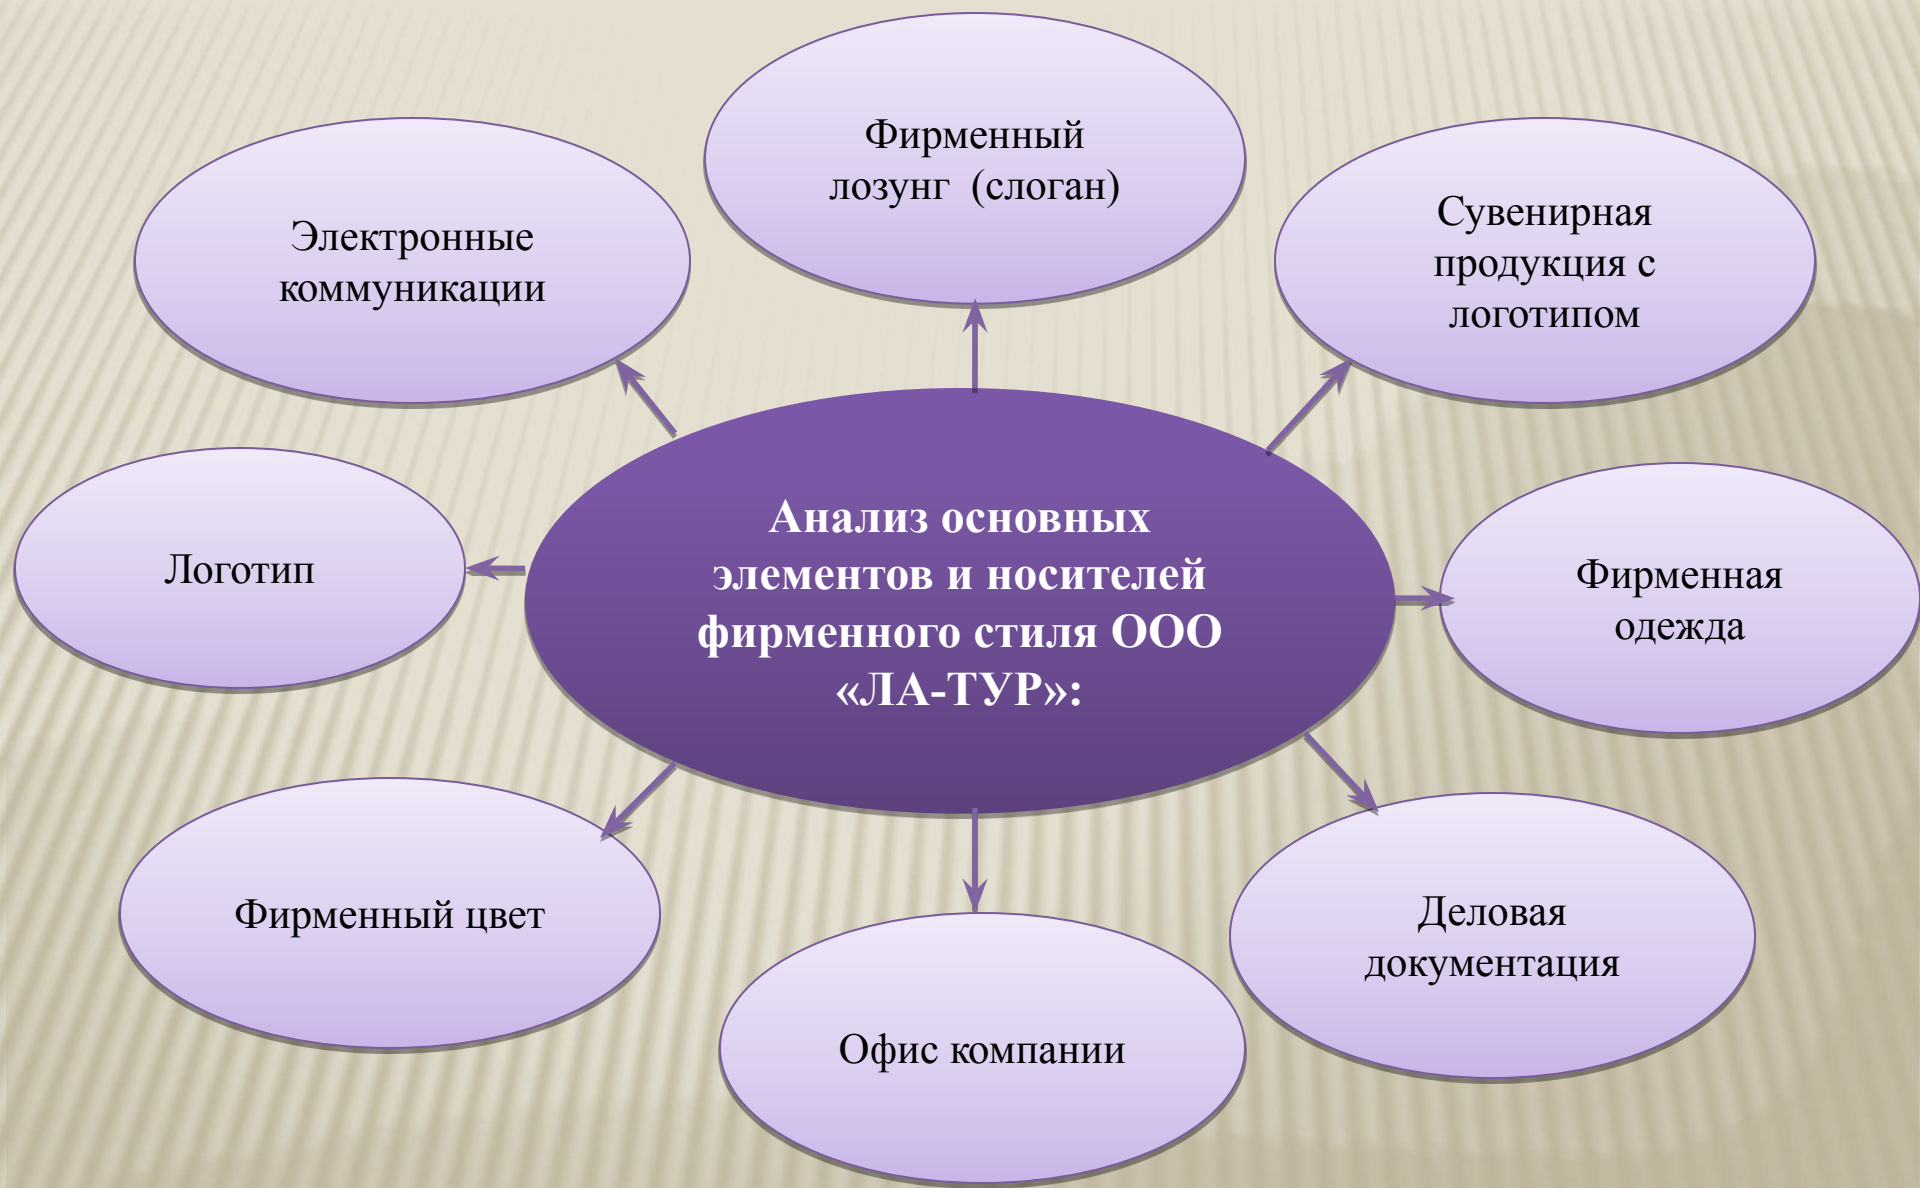 Фирменный
лозунг (слоган)
Электронные
коммуникации
Сувенирная
продукция с
логотипом
Логотип
Анализ основных
элементов и носителей
фирменного стиля ООО
«ЛА-ТУР»:
Фирменная
одежда
Фирменный цвет
Деловая
документация
Офис компании